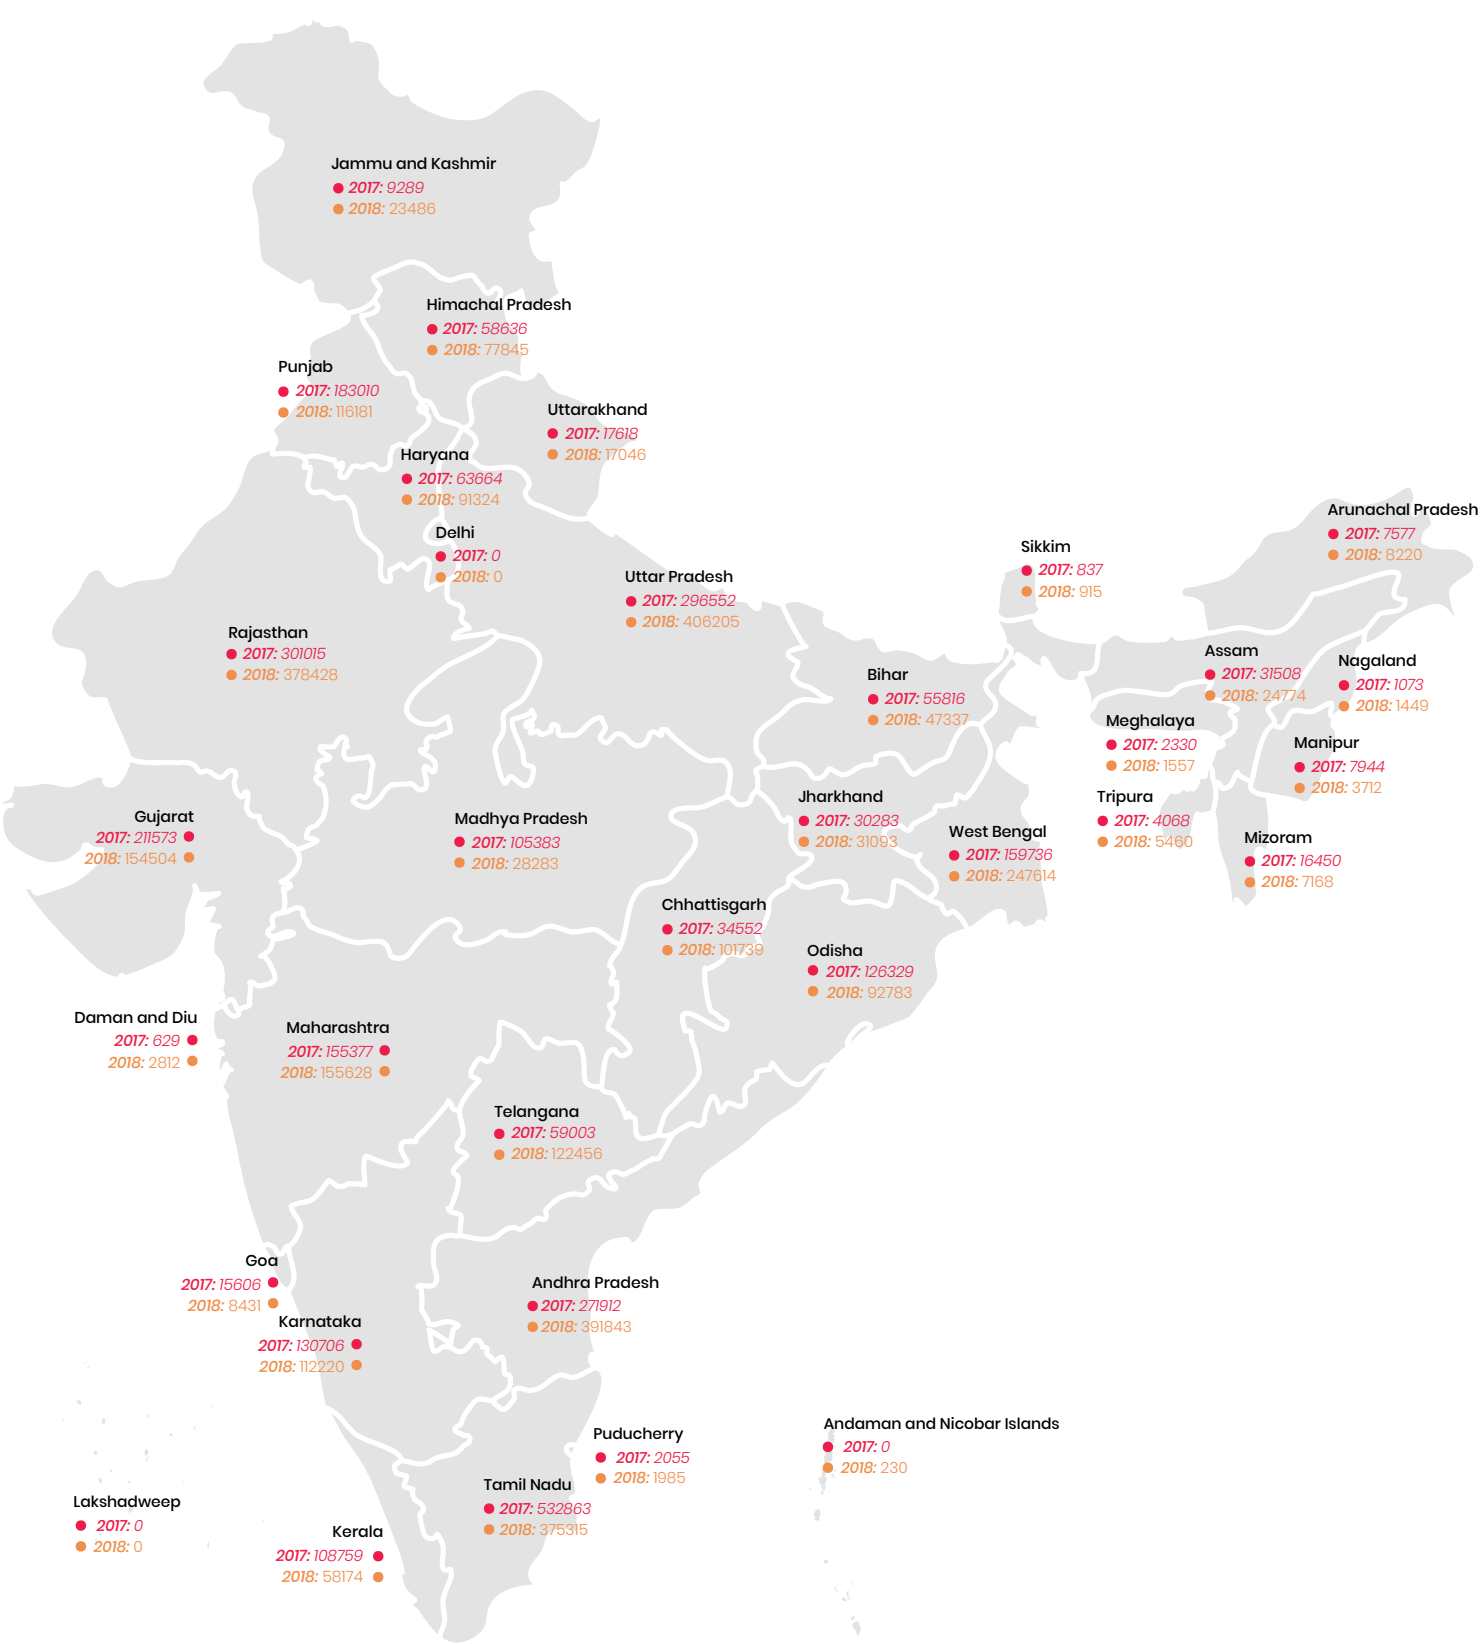 Jammu and Kashmir
2017: 9289
2018: 23486
Himachal Pradesh
2017: 58636
2018: 77845
Punjab
2017: 183010
2018: 116181
Uttarakhand
2017: 17618
2018: 17046
Haryana
2017: 63664
2018: 91324
Delhi
2017: 0
2018: 0
Arunachal Pradesh
2017: 7577
2018: 8220
Sikkim
2017: 837
2018: 915
Uttar Pradesh
2017: 296552
2018: 406205
Rajasthan
2017: 301015
2018: 378428
Assam
2017: 31508
2018: 24774
Nagaland
2017: 1073
2018: 1449
Bihar
2017: 55816
2018: 47337
Meghalaya
2017: 2330
2018: 1557
Manipur
2017: 7944
2018: 3712
Jharkhand
2017: 30283
2018: 31093
Tripura
2017: 4068
2018: 5460
Gujarat
2017: 211573
2018: 154504
Madhya Pradesh
2017: 105383
2018: 28283
West Bengal
2017: 159736
2018: 247614
Mizoram
2017: 16450
2018: 7168
Chhattisgarh
2017: 34552
2018: 101739
Odisha
2017: 126329
2018: 92783
Daman and Diu
2017: 629
2018: 2812
Maharashtra
2017: 155377
2018: 155628
Telangana
2017: 59003
2018: 122456
Goa
2017: 15606
2018: 8431
Andhra Pradesh
2017: 271912
2018: 391843
Karnataka
2017: 130706
2018: 112220
Andaman and Nicobar Islands
2017: 0
2018: 230
Puducherry
2017: 2055
2018: 1985
Tamil Nadu
2017: 532863
2018: 375315
Lakshadweep
2017: 0
2018: 0
Kerala
2017: 108759
2018: 58174